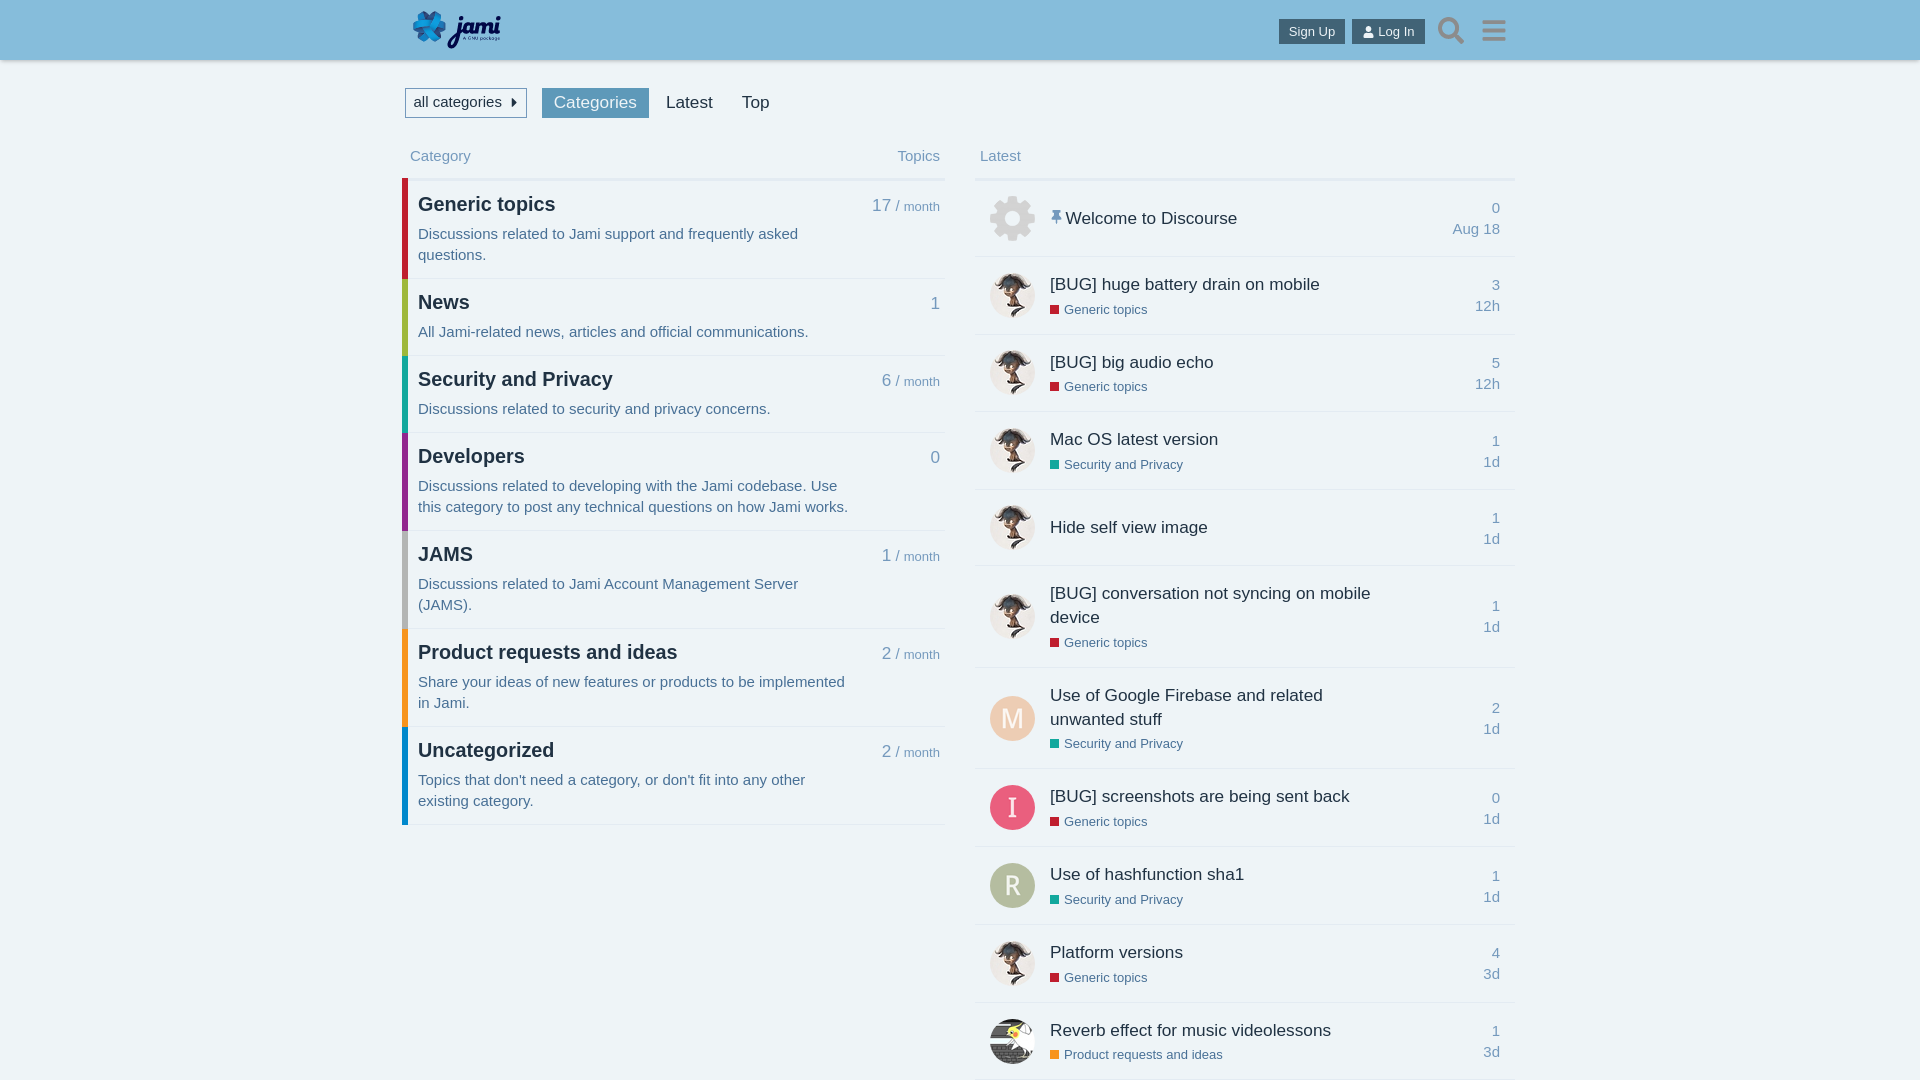 jami
A GNU package
Sign Up
Log In
all categories
Categories
Latest
Top
Category
Topics
Generic topics
17 / month
Discussions related to Jami support and frequently asked
questions.
News
1
All Jami-related news, articles and official communications.
Security and Privacy
6 / month
Discussions related to security and privacy concerns.
Developers
0
Discussions related to developing with the Jami codebase. Use
this category to post any technical questions on how Jami works.
JAMS
1 / month
Discussions related to Jami Account Management Server
(JAMS).
Product requests and ideas
2 / month
Share your ideas of new features or products to be implemented
in Jami.
Uncategorized
2 / month
Topics that don't need a category, or don't fit into any other
existing category.
Latest
Welcome to Discourse
0
Aug 18
[BUG] huge battery drain on mobile
Generic topics
3
12h
[BUG] big audio echo
Generic topics
5
12h
Mac OS latest version
Security and Privacy
1
1d
Hide self view image
1
1d
[BUG] conversation not syncing on mobile
device
Generic topics
1
1d
M
Use of Google Firebase and related
unwanted stuff
Security and Privacy
2
1d
I
[BUG] screenshots are being sent back
Generic topics
0
1d
R
Use of hashfunction sha1
Security and Privacy
1
1d
Platform versions
Generic topics
4
3d
Reverb effect for music videolessons
Product requests and ideas
1
3d